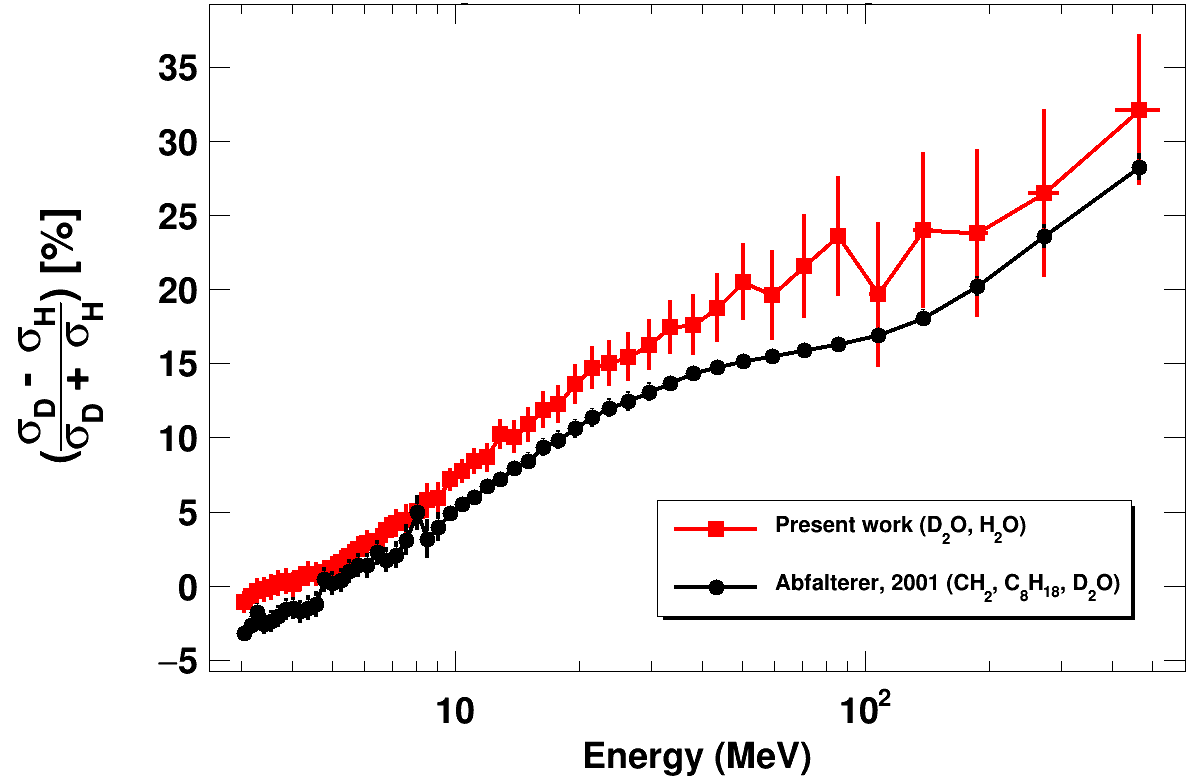 35
30
25
20
15
10
5
0
−5
(σD - σH / σD + σH) [%]
10
10²
Energy (MeV)
Present work (D₂O, H₂O)
Abfalterer, 2001 (CH₂, C₈H₁₈, D₂O)